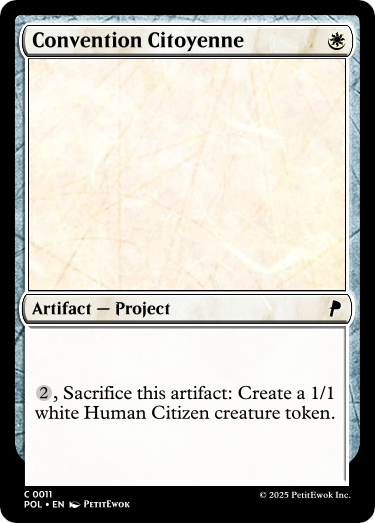 Convention Citoyenne
Artifact — Project
2, Sacrifice this artifact: Create a 1/1
white Human Citizen creature token.
C 0011
POL • EN PetitEwok
© 2025 PetitEwok Inc.